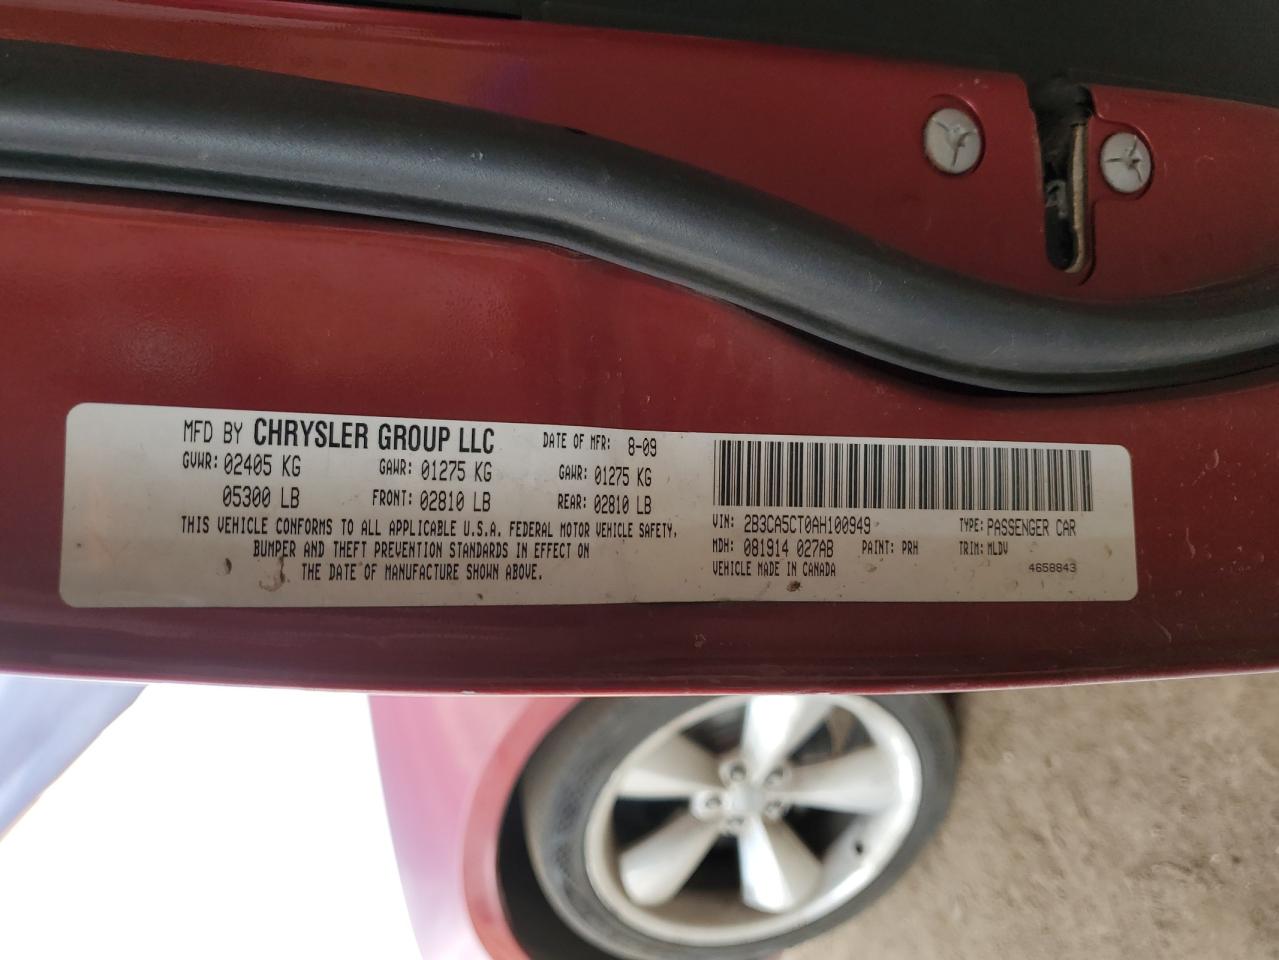 MFD BY CHRYSLER GROUP LLC DATE OF MFR: 8-09
GVWR: 02405 KG GAWR: 01275 KG GAWR: 01275 KG
05300 LB FRONT: 02810 LB REAR: 02810 LB
THIS VEHICLE CONFORMS TO ALL APPLICABLE U.S.A. FEDERAL MOTOR VEHICLE SAFETY,
BUMPER AND THEFT PREVENTION STANDARDS IN EFFECT ON
THE DATE OF MANUFACTURE SHOWN ABOVE.
VIN: 2B3CA5CT0AH100949 TYPE: PASSENGER CAR
MDH: 081914 027AB PAINT: PRH TRIM: MLDV
VEHICLE MADE IN CANADA 4658843